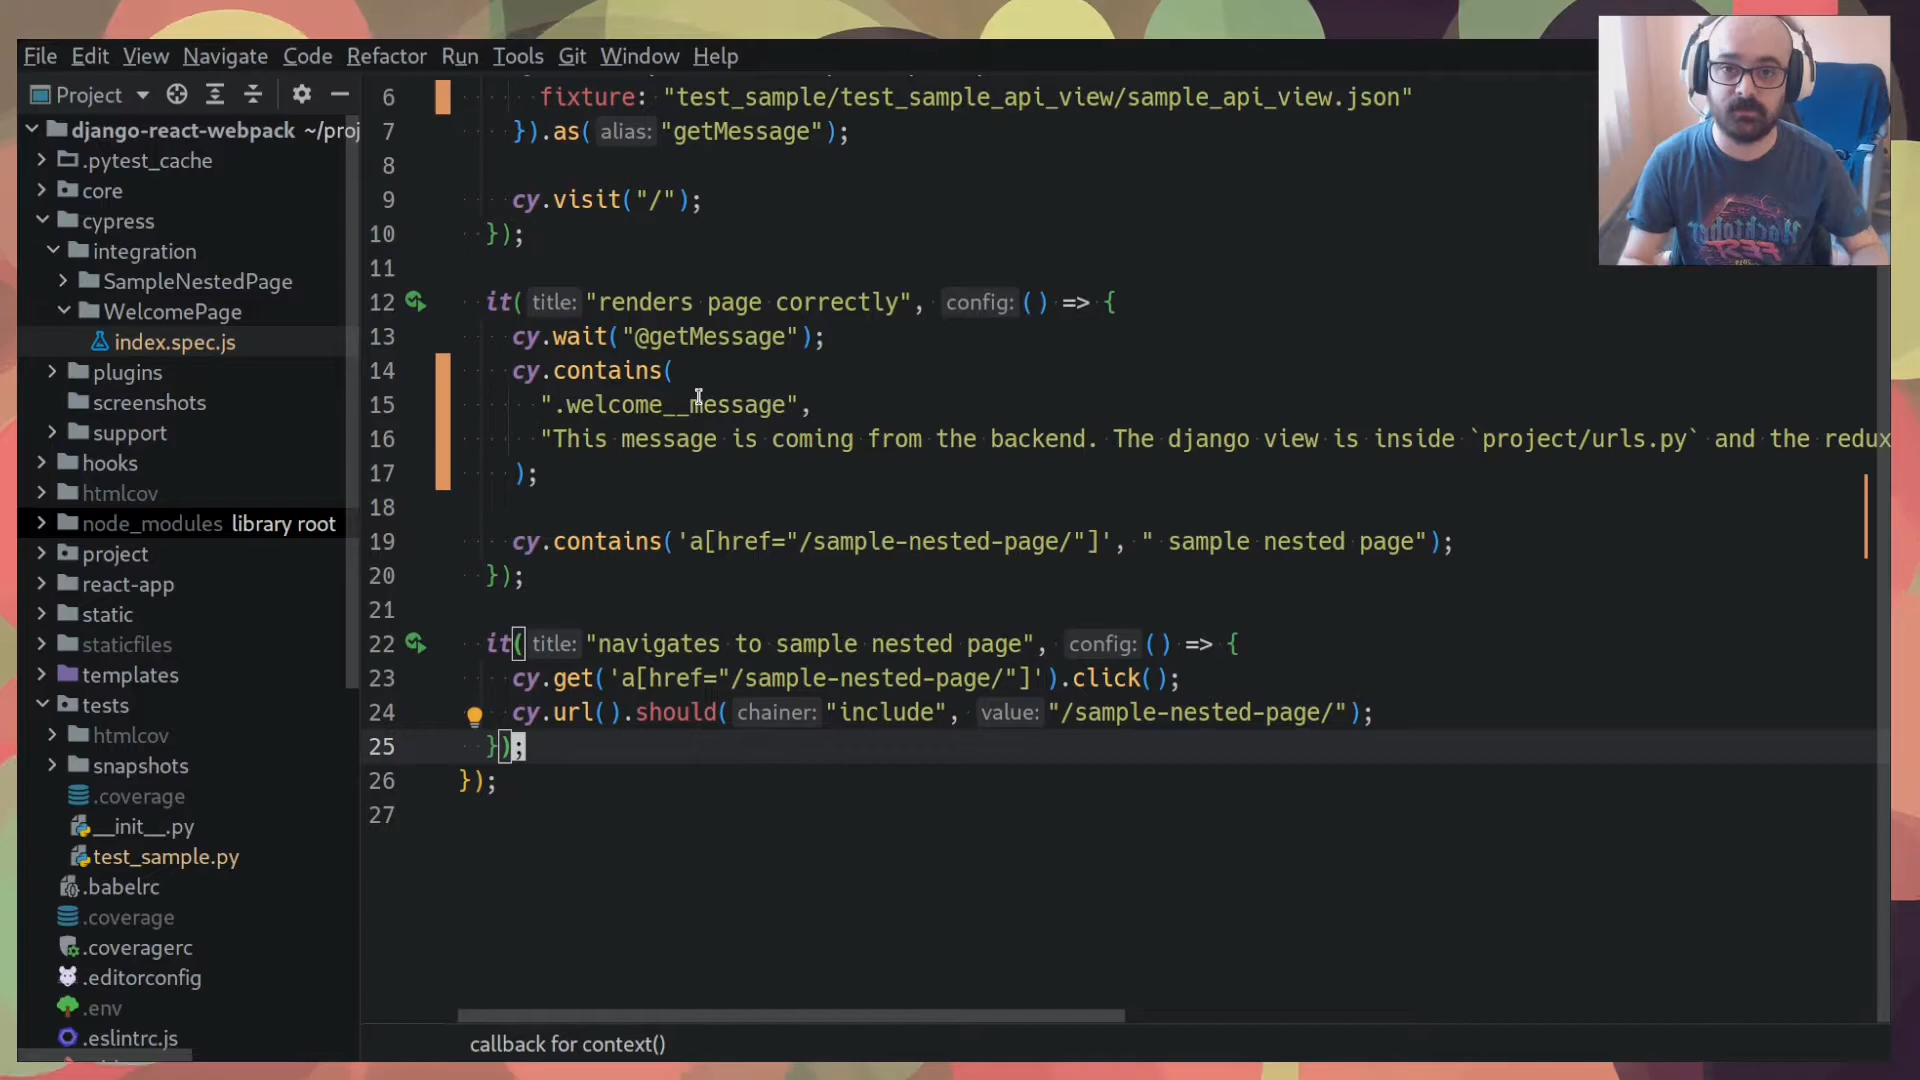 File Edit View Navigate Code Refactor Run Tools Git Window Help
Project
django-react-webpack ~/proj
.pytest_cache
core
cypress
integration
SampleNestedPage
WelcomePage
index.spec.js
plugins
screenshots
support
hooks
htmlcov
node_modules library root
project
react-app
static
staticfiles
templates
tests
htmlcov
snapshots
.coverage
__init__.py
test_sample.py
.babelrc
.coverage
.coveragerc
.editorconfig
.env
.eslintrc.js
6 fixture: "test_sample/test_sample_api_view/sample_api_view.json"
7 }).as( alias: "getMessage");
8
9 cy.visit("/");
10 });
11
12 it( title: "renders page correctly", config: () => {
13 cy.wait("@getMessage");
14 cy.contains(
15 ".welcome__message",
16 "This message is coming from the backend. The django view is inside `project/urls.py` and the redux
17 );
18
19 cy.contains('a[href="/sample-nested-page/"]', " sample nested page");
20 });
21
22 it( title: "navigates to sample nested page", config: () => {
23 cy.get('a[href="/sample-nested-page/"]').click();
24 cy.url().should( chainer: "include", value: "/sample-nested-page/");
25 });
26 });
27
callback for context()